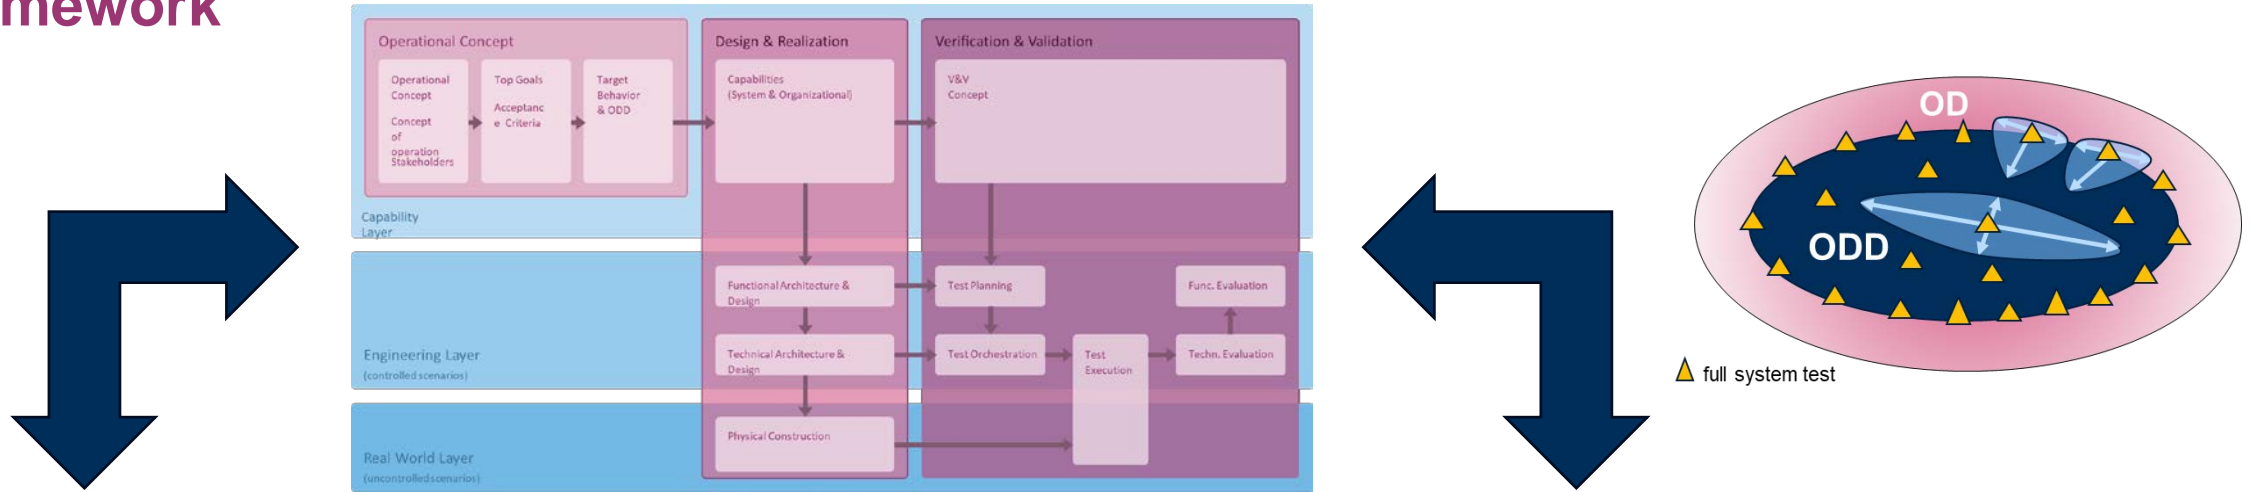 mework
Operational Concept
Operational
Concept
Concept
of
operation
Stakeholders
Top Goals
Acceptanc
e Criteria
Target
Behavior
& ODD
Design & Realization
Capabilities
(System & Organizational)
Verification & Validation
V&V
Concept
Capability
Layer
Functional Architecture &
Design
Test Planning
Func. Evaluation
Engineering Layer
(controlled scenarios)
Technical Architecture &
Design
Test Orchestration
Test
Execution
Techn. Evaluation
Real World Layer
(uncontrolled scenarios)
Physical Construction
OD
ODD
full system test